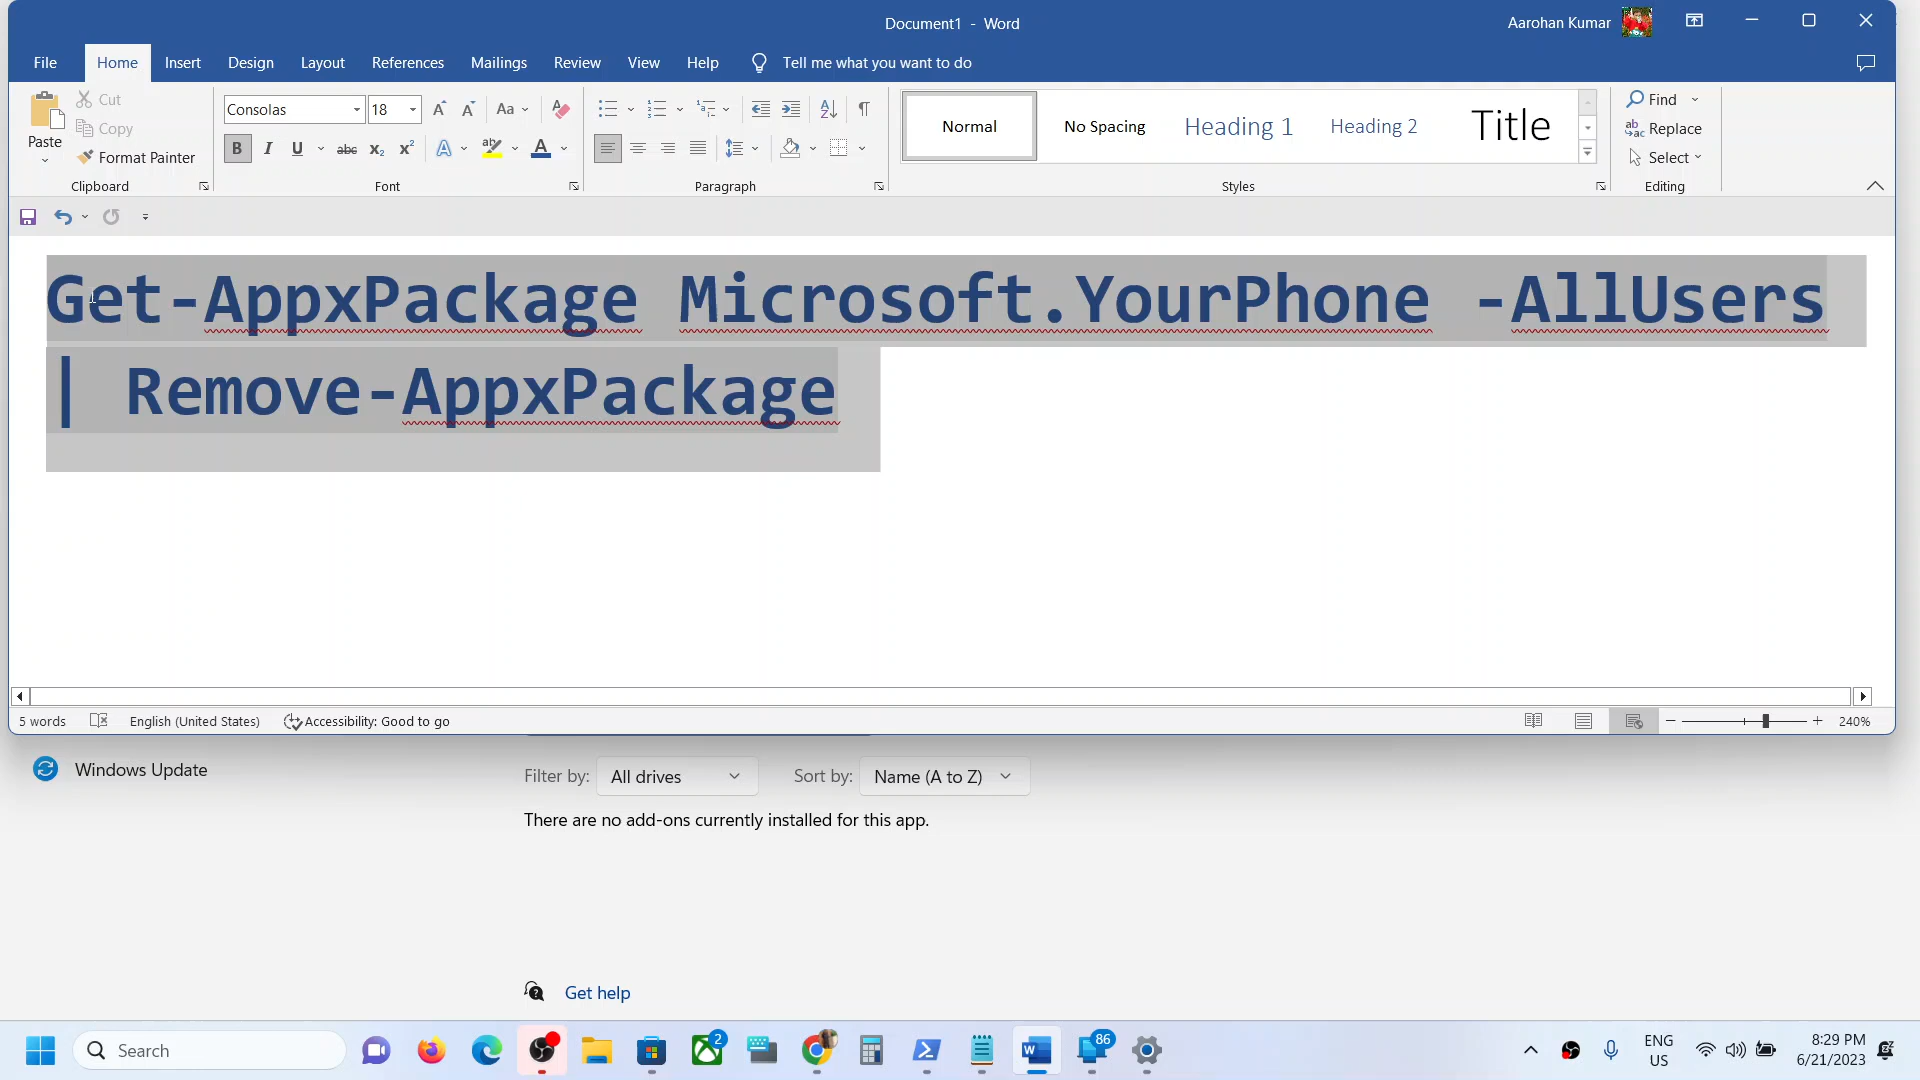 Document1 - Word
Aarohan Kumar
File Home Insert Design Layout References Mailings Review View Help Tell me what you want to do
Paste
Cut
Copy
Format Painter
Clipboard
Consolas 18
Font
Paragraph
Normal No Spacing Heading 1 Heading 2 Title
Styles
Find
Replace
Select
Editing
Get-AppxPackage Microsoft.YourPhone -AllUsers
| Remove-AppxPackage
5 words English (United States) Accessibility: Good to go 240%
Windows Update
Filter by: All drives Sort by: Name (A to Z)
There are no add-ons currently installed for this app.
Get help
Search
2
86
ENG
US
8:29 PM
6/21/2023